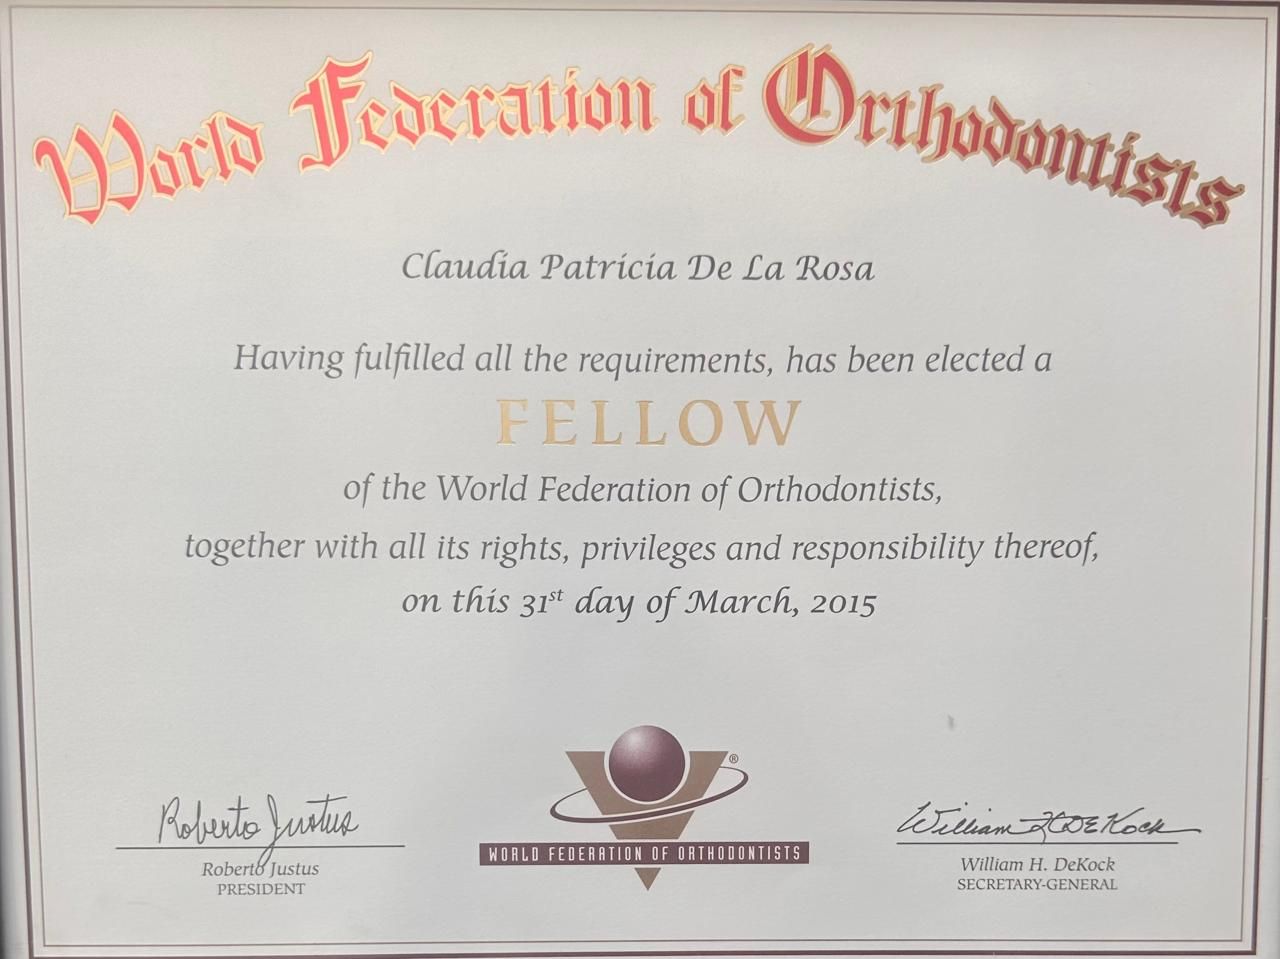 World Federation of Orthodontists
Claudia Patricia De La Rosa
Having fulfilled all the requirements, has been elected a
FELLOW
of the World Federation of Orthodontists,
together with all its rights, privileges and responsibility thereof,
on this 31st day of March, 2015
Roberto Justus
Roberto Justus
PRESIDENT
®
WORLD FEDERATION OF ORTHODONTISTS
William H DeKock
William H. DeKock
SECRETARY-GENERAL